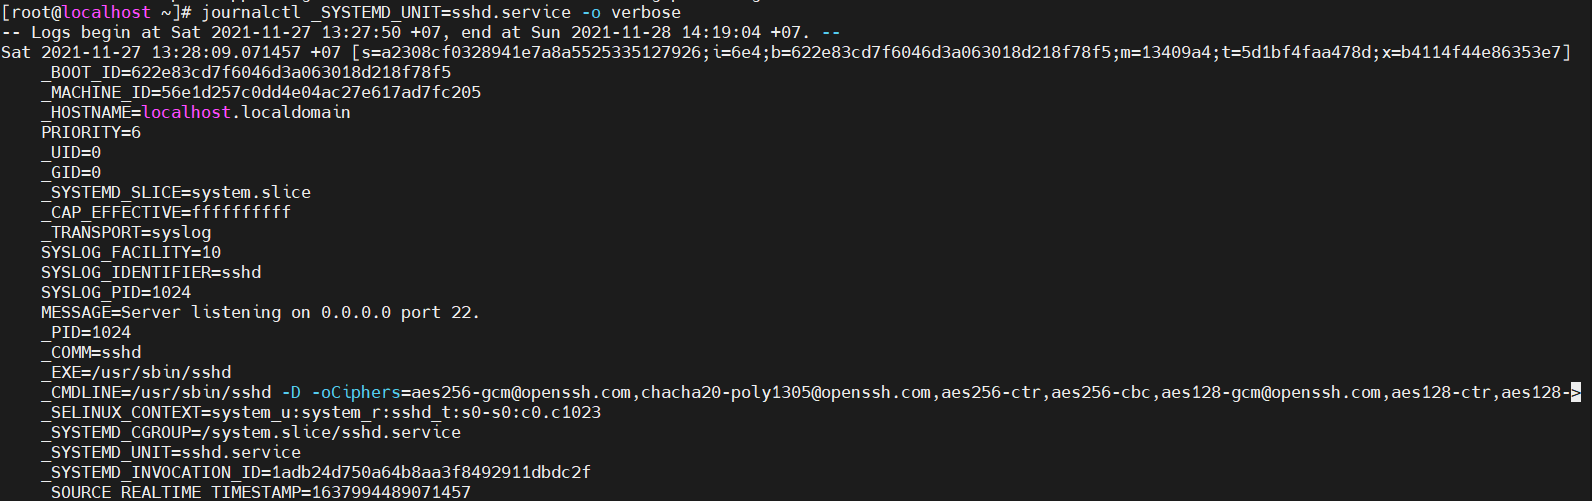 [root@localhost ~]# journalctl _SYSTEMD_UNIT=sshd.service -o verbose
-- Logs begin at Sat 2021-11-27 13:27:50 +07, end at Sun 2021-11-28 14:19:04 +07. --
Sat 2021-11-27 13:28:09.071457 +07 [s=a2308cf0328941e7a8a5525335127926;i=6e4;b=622e83cd7f6046d3a063018d218f78f5;m=13409a4;t=5d1bf4faa478d;x=b4114f44e86353e7]
    _BOOT_ID=622e83cd7f6046d3a063018d218f78f5
    _MACHINE_ID=56e1d257c0dd4e04ac27e617ad7fc205
    _HOSTNAME=localhost.localdomain
    PRIORITY=6
    _UID=0
    _GID=0
    _SYSTEMD_SLICE=system.slice
    _CAP_EFFECTIVE=ffffffffff
    _TRANSPORT=syslog
    SYSLOG_FACILITY=10
    SYSLOG_IDENTIFIER=sshd
    SYSLOG_PID=1024
    MESSAGE=Server listening on 0.0.0.0 port 22.
    _PID=1024
    _COMM=sshd
    _EXE=/usr/sbin/sshd
    _CMDLINE=/usr/sbin/sshd -D -oCiphers=aes256-gcm@openssh.com,chacha20-poly1305@openssh.com,aes256-ctr,aes256-cbc,aes128-gcm@openssh.com,aes128-ctr,aes128->
    _SELINUX_CONTEXT=system_u:system_r:sshd_t:s0-s0:c0.c1023
    _SYSTEMD_CGROUP=/system.slice/sshd.service
    _SYSTEMD_UNIT=sshd.service
    _SYSTEMD_INVOCATION_ID=1adb24d750a64b8aa3f8492911dbdc2f
    _SOURCE_REALTIME_TIMESTAMP=1637994489071457